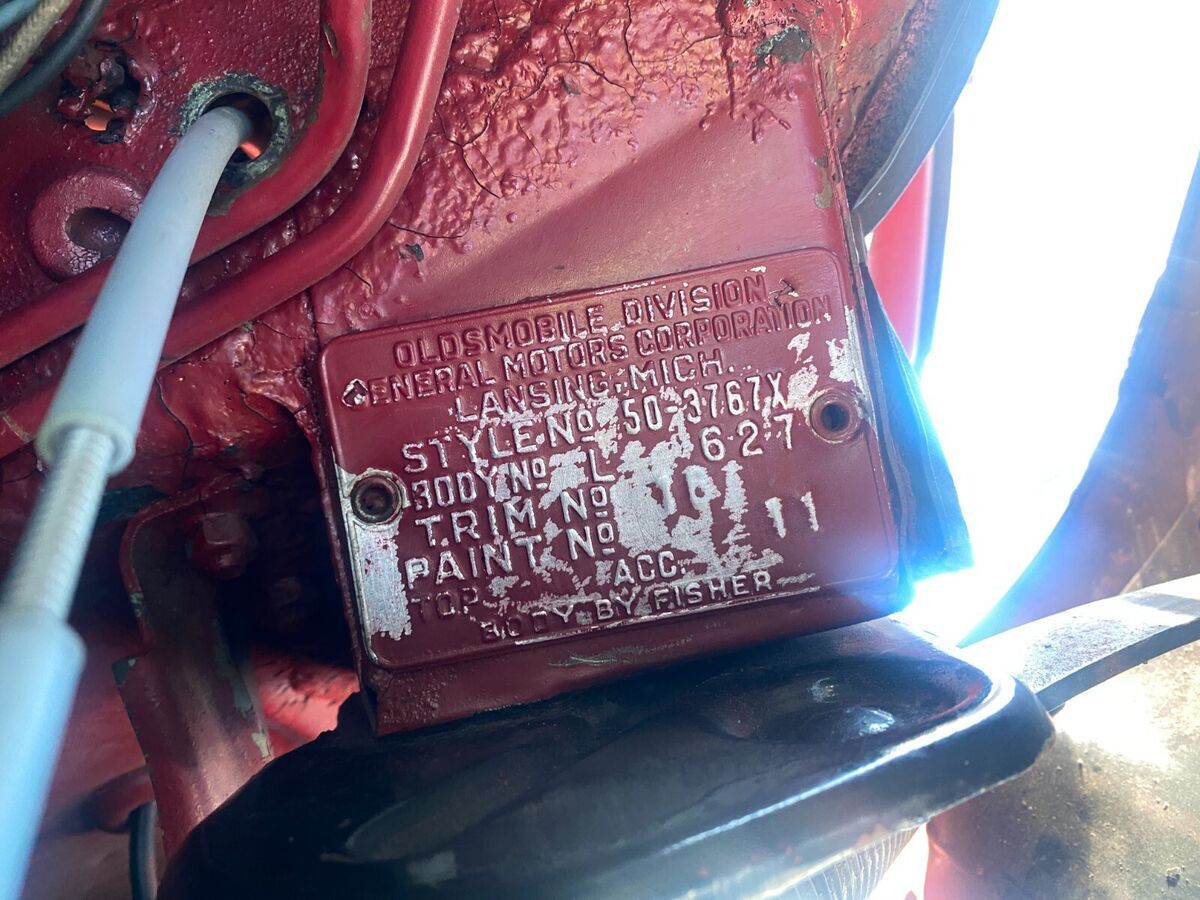 OLDSMOBILE DIVISION
GENERAL MOTORS CORPORATION
LANSING, MICH.
STYLE No 50-3767X
BODY No L 627
TRIM No
PAINT No 11
TOP ACC.
BODY BY FISHER